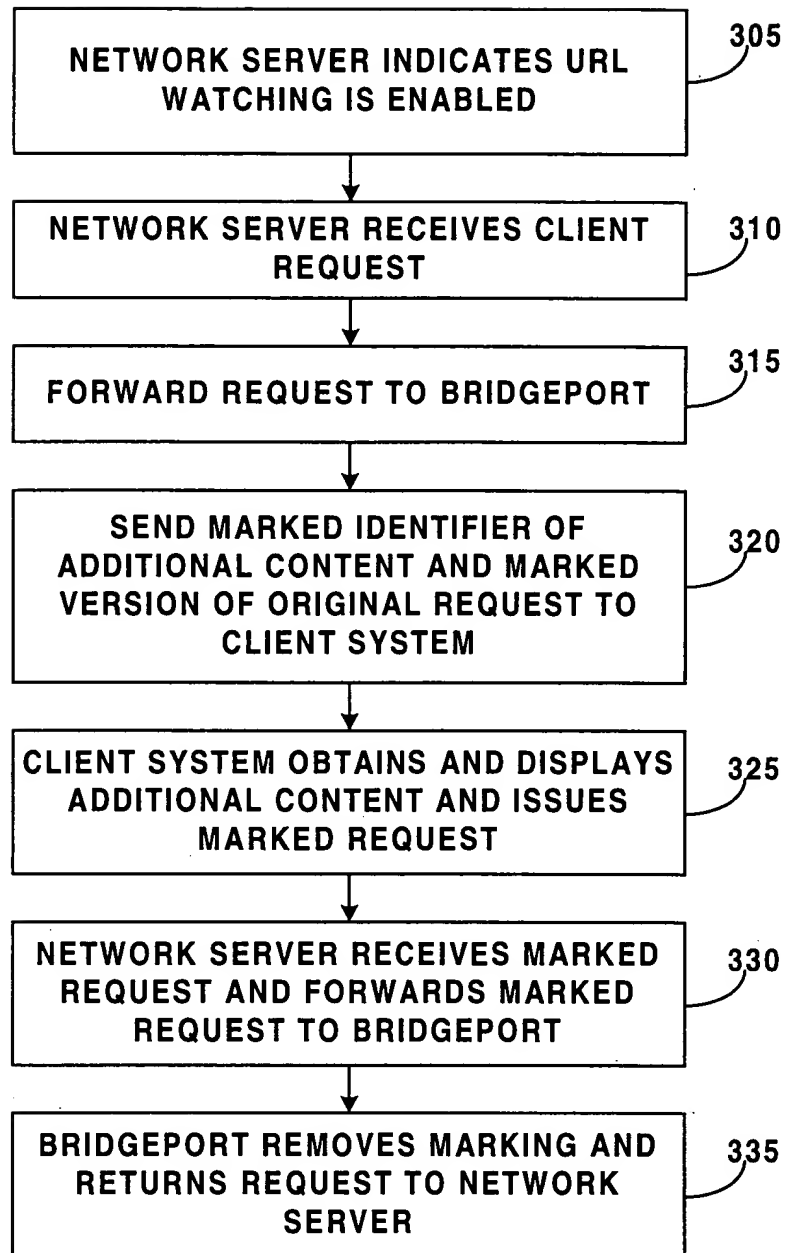 NETWORK SERVER INDICATES URL
WATCHING IS ENABLED
305
NETWORK SERVER RECEIVES CLIENT
REQUEST
310
FORWARD REQUEST TO BRIDGEPORT
315
SEND MARKED IDENTIFIER OF
ADDITIONAL CONTENT AND MARKED
VERSION OF ORIGINAL REQUEST TO
CLIENT SYSTEM
320
CLIENT SYSTEM OBTAINS AND DISPLAYS
ADDITIONAL CONTENT AND ISSUES
MARKED REQUEST
325
NETWORK SERVER RECEIVES MARKED
REQUEST AND FORWARDS MARKED
REQUEST TO BRIDGEPORT
330
BRIDGEPORT REMOVES MARKING AND
RETURNS REQUEST TO NETWORK
SERVER
335